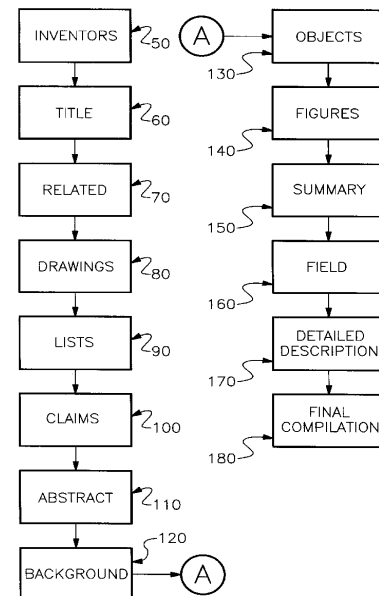 INVENTORS
50
TITLE
60
RELATED
70
DRAWINGS
80
LISTS
90
CLAIMS
100
ABSTRACT
110
BACKGROUND
120
A
A
OBJECTS
130
FIGURES
140
SUMMARY
150
FIELD
160
DETAILED
DESCRIPTION
170
FINAL
COMPILATION
180